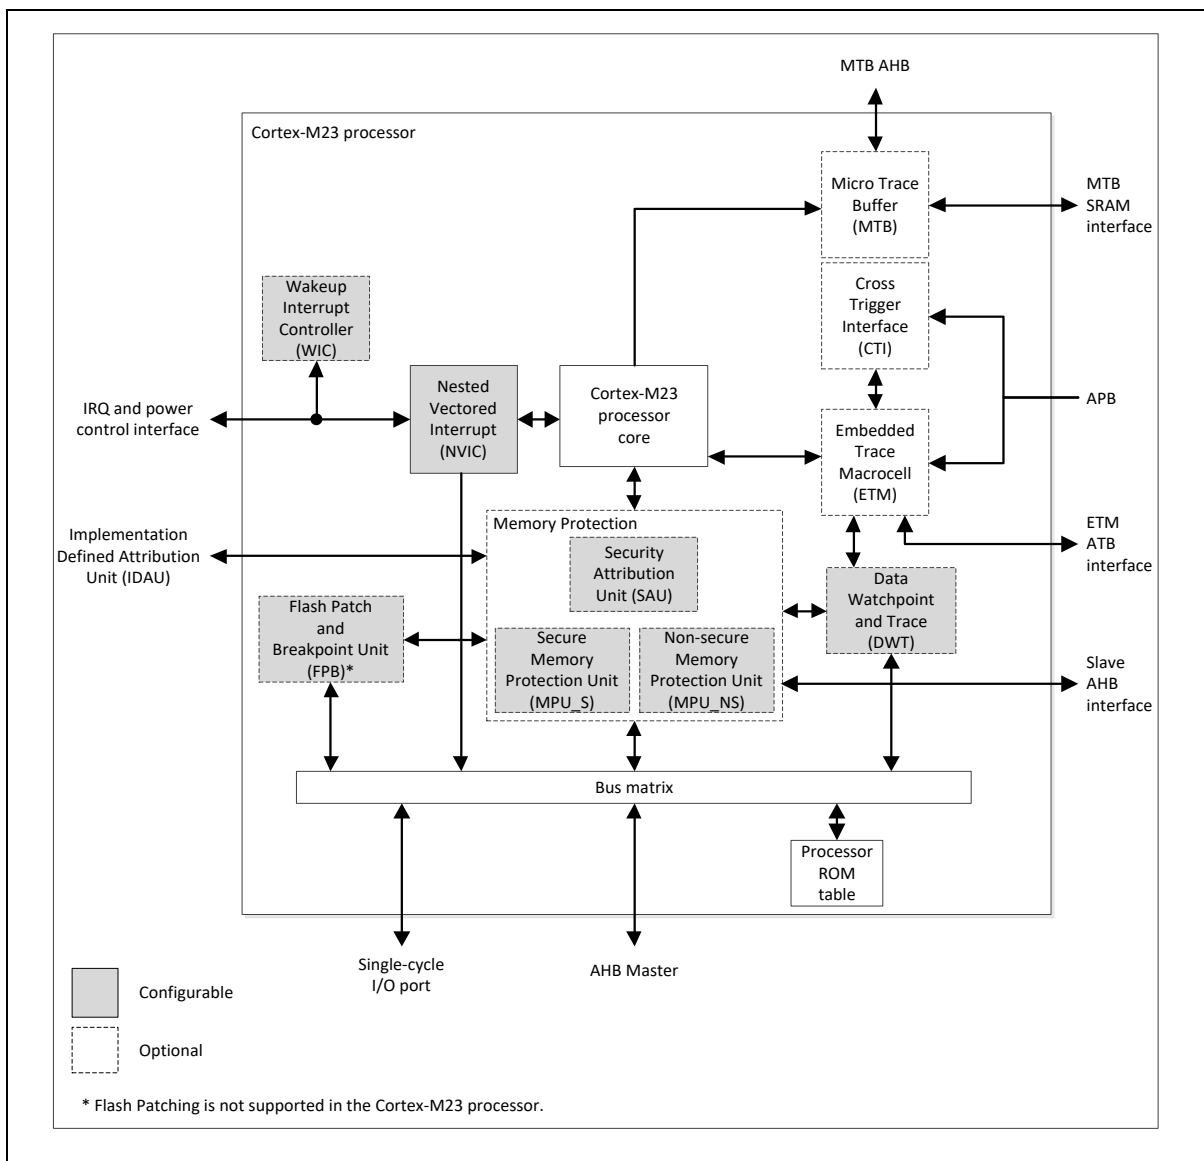 MTB AHB
Cortex-M23 processor
Micro Trace
Buffer
(MTB)
MTB
SRAM
interface
Wakeup
Interrupt
Controller
(WIC)
Cross
Trigger
Interface
(CTI)
IRQ and power
control interface
Nested
Vectored
Interrupt
(NVIC)
Cortex-M23
processor
core
APB
Embedded
Trace
Macrocell
(ETM)
Implementation
Defined Attribution
Unit (IDAU)
Memory Protection
Security
Attribution
Unit (SAU)
ETM
ATB
interface
Flash Patch
and
Breakpoint Unit
(FPB)*
Secure
Memory
Protection Unit
(MPU_S)
Non-secure
Memory
Protection Unit
(MPU_NS)
Data
Watchpoint
and Trace
(DWT)
Slave
AHB
interface
Bus matrix
Processor
ROM
table
Single-cycle
I/O port
AHB Master
Configurable
Optional
* Flash Patching is not supported in the Cortex-M23 processor.